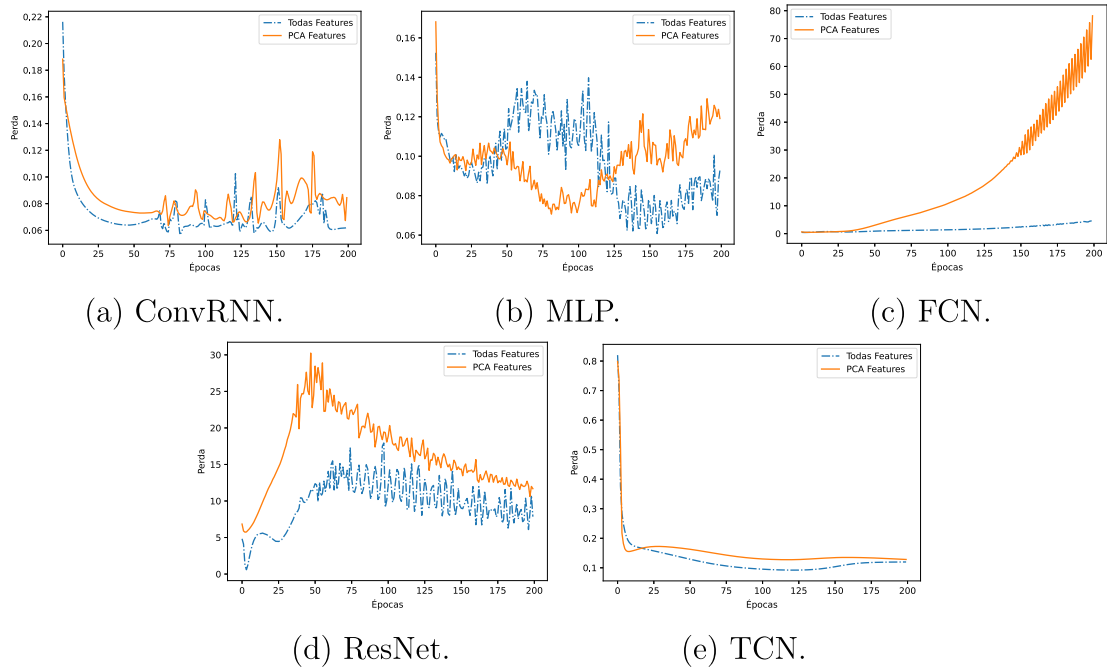 0.22
0.20
0.18
0.16
0.14
0.12
0.10
0.08
0.06
Perda
0 25 50 75 100 125 150 175 200
Épocas
Todas Features
PCA Features
(a) ConvRNN.
0.16
0.14
0.12
0.10
0.08
0.06
Perda
0 25 50 75 100 125 150 175 200
Épocas
Todas Features
PCA Features
(b) MLP.
80
70
60
50
40
30
20
10
0
Perda
0 25 50 75 100 125 150 175 200
Épocas
Todas Features
PCA Features
(c) FCN.
30
25
20
15
10
5
0
Perda
0 25 50 75 100 125 150 175 200
Épocas
Todas Features
PCA Features
(d) ResNet.
0.8
0.7
0.6
0.5
0.4
0.3
0.2
0.1
Perda
0 25 50 75 100 125 150 175 200
Épocas
Todas Features
PCA Features
(e) TCN.